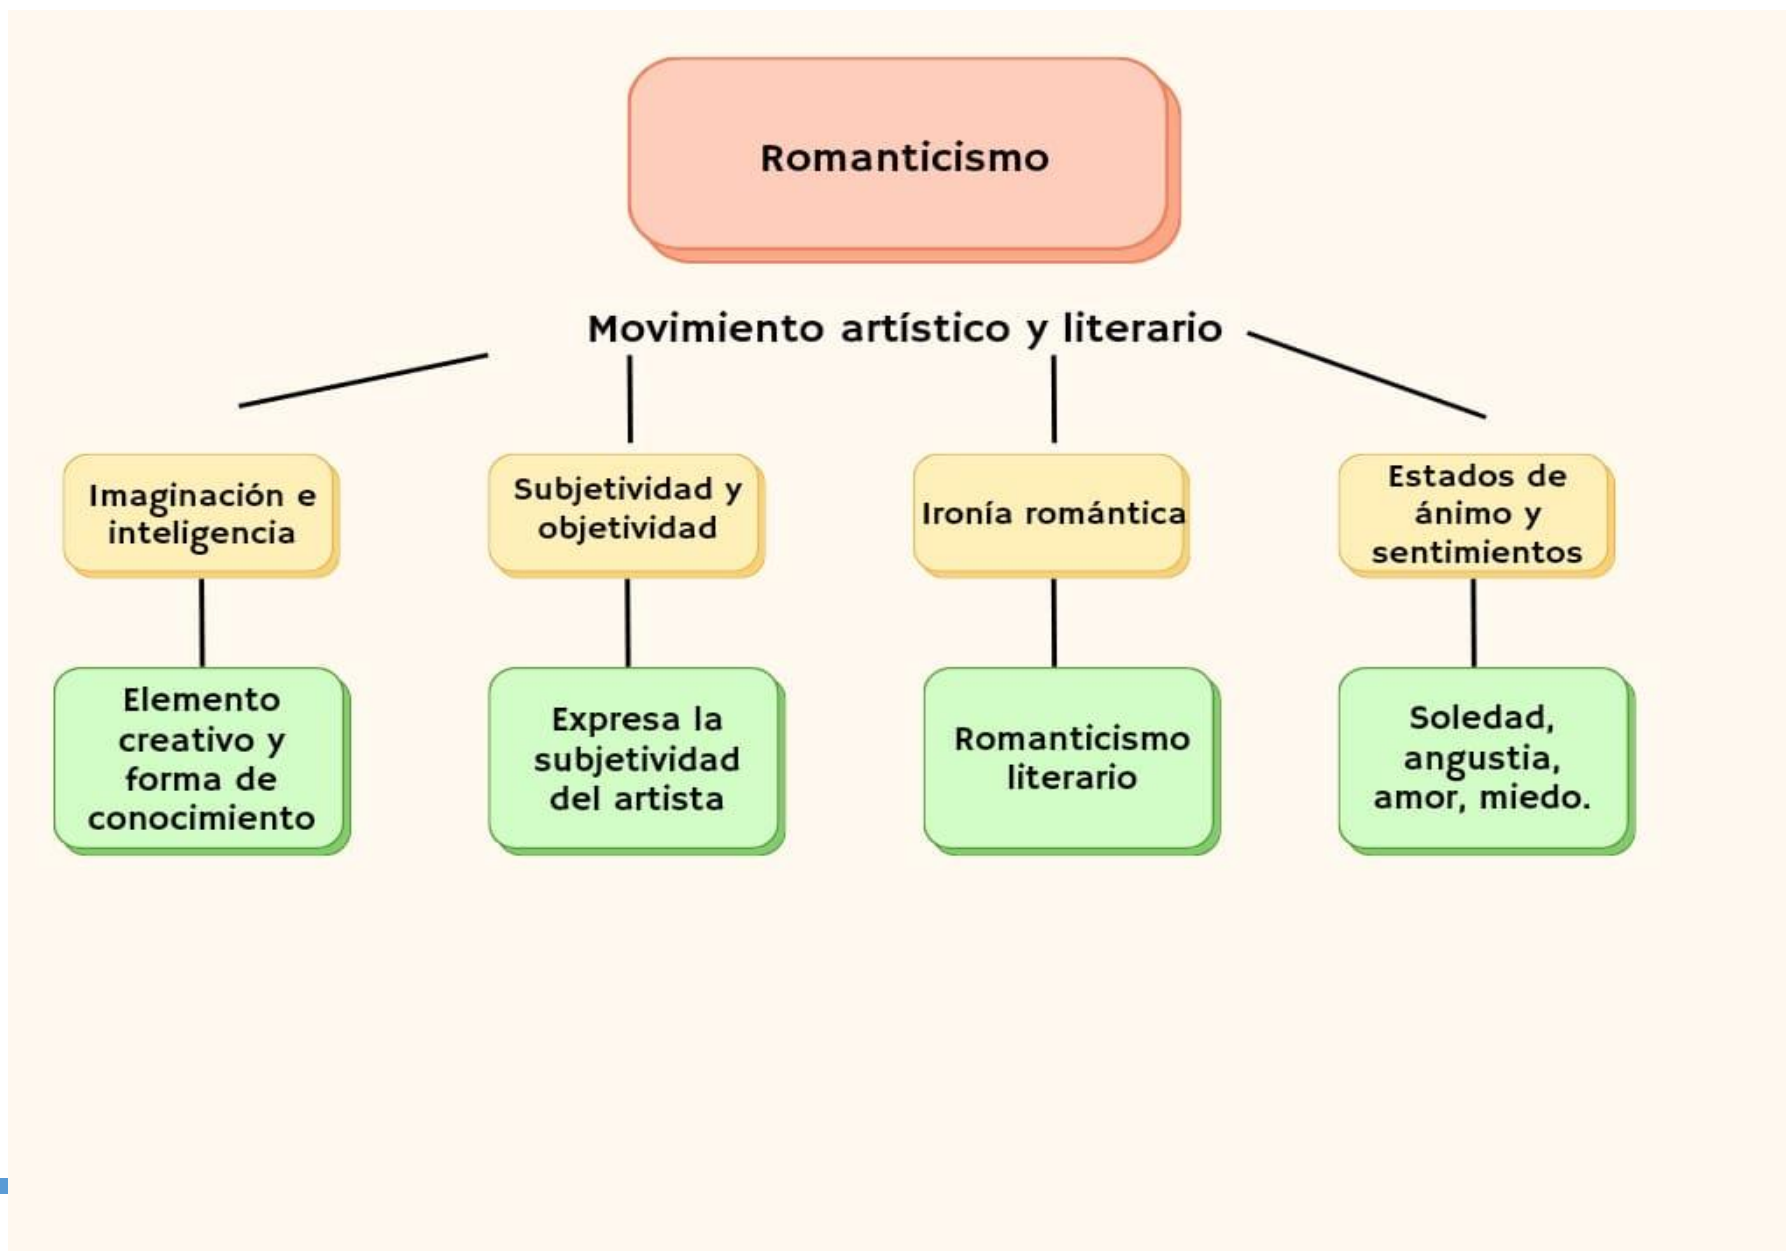 Romanticismo
Movimiento artístico y literario
Imaginación e
inteligencia
Subjetividad y
objetividad
Ironía romántica
Estados de
ánimo y
sentimientos
Elemento
creativo y
forma de
conocimiento
Expresa la
subjetividad
del artista
Romanticismo
literario
Soledad,
angustia,
amor, miedo.